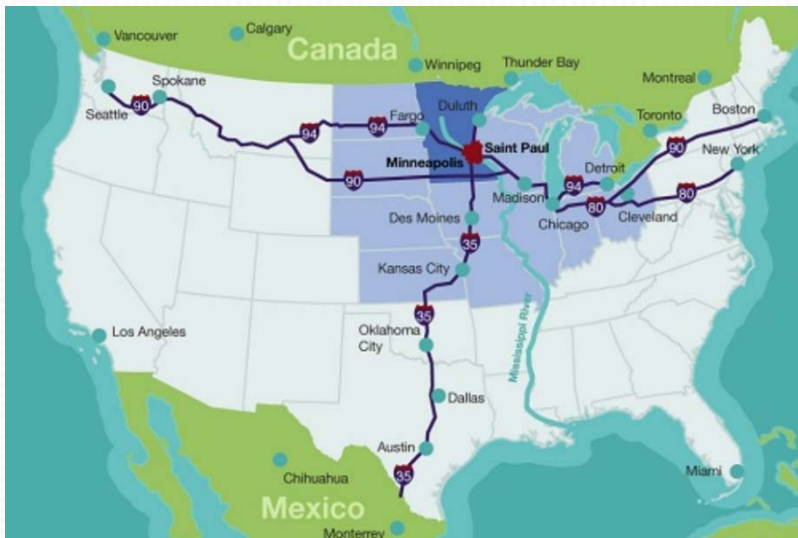 Vancouver
Calgary
Canada
Winnipeg
Thunder Bay
Montreal
Spokane
90
Seattle
94
94
Fargo
Duluth
Toronto
Boston
90
Minneapolis
Saint Paul
New York
90
Madison
94
Detroit
80
80
Chicago
Cleveland
Des Moines
35
Kansas City
Mississippi River
35
Los Angeles
Oklahoma
City
Dallas
Austin
35
Miami
Chihuahua
Mexico
Monterrey